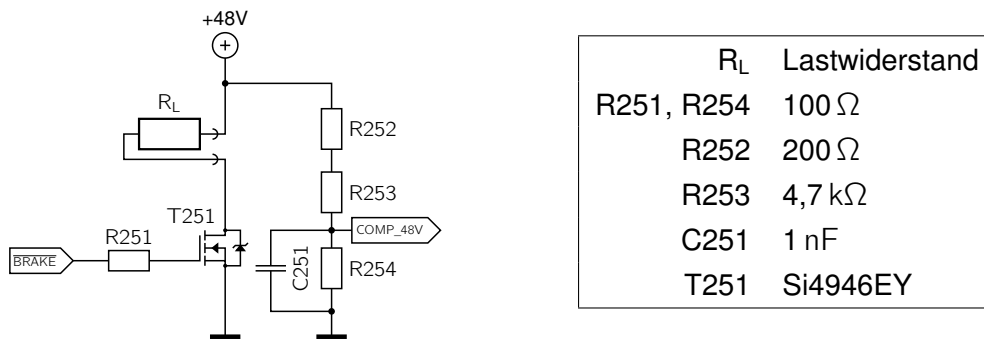 +48V
R_L
R252
R253
T251
R251
BRAKE
COMP_48V
C251
R254
R_L Lastwiderstand
R251, R254 100 Ω
R252 200 Ω
R253 4,7 kΩ
C251 1 nF
T251 Si4946EY